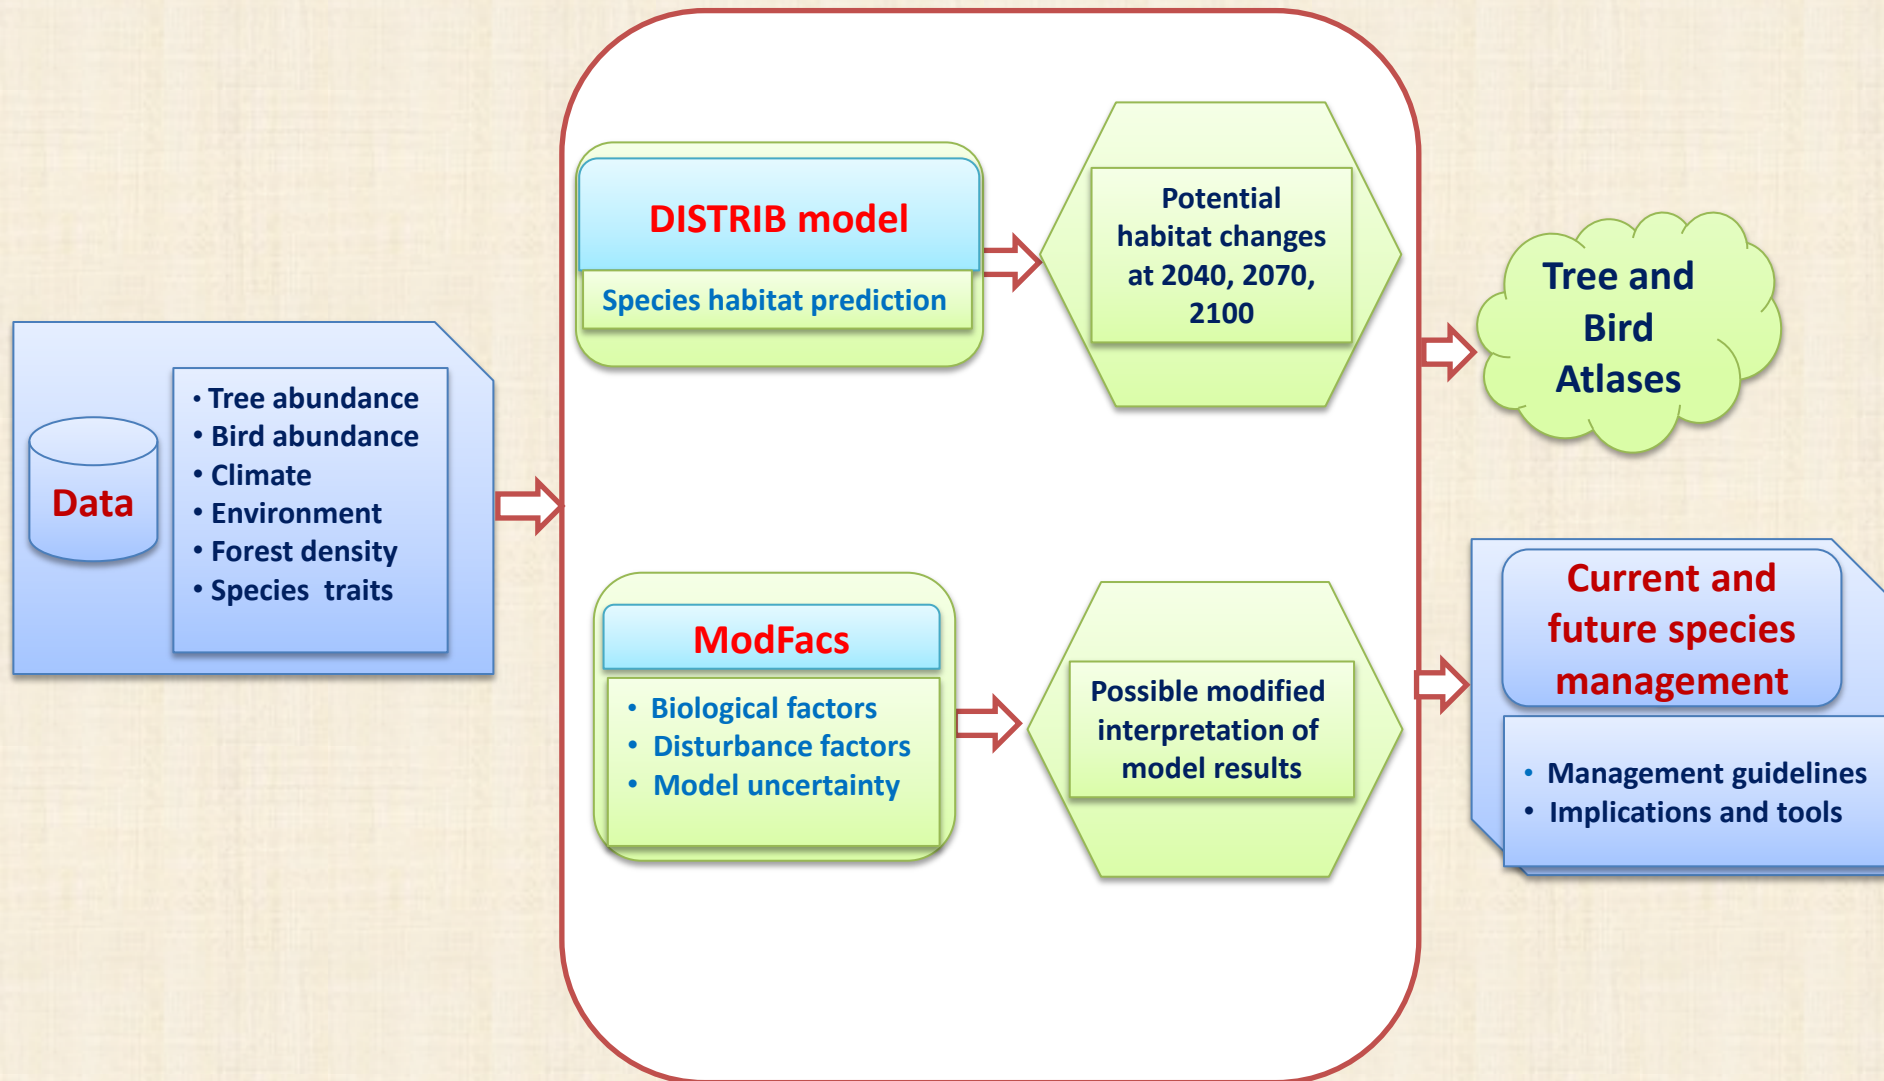 Data
• Tree abundance
• Bird abundance
• Climate
• Environment
• Forest density
• Species traits
DISTRIB model
Species habitat prediction
Potential
habitat changes
at 2040, 2070,
2100
ModFacs
• Biological factors
• Disturbance factors
• Model uncertainty
Possible modified
interpretation of
model results
Tree and
Bird
Atlases
Current and
future species
management
• Management guidelines
• Implications and tools